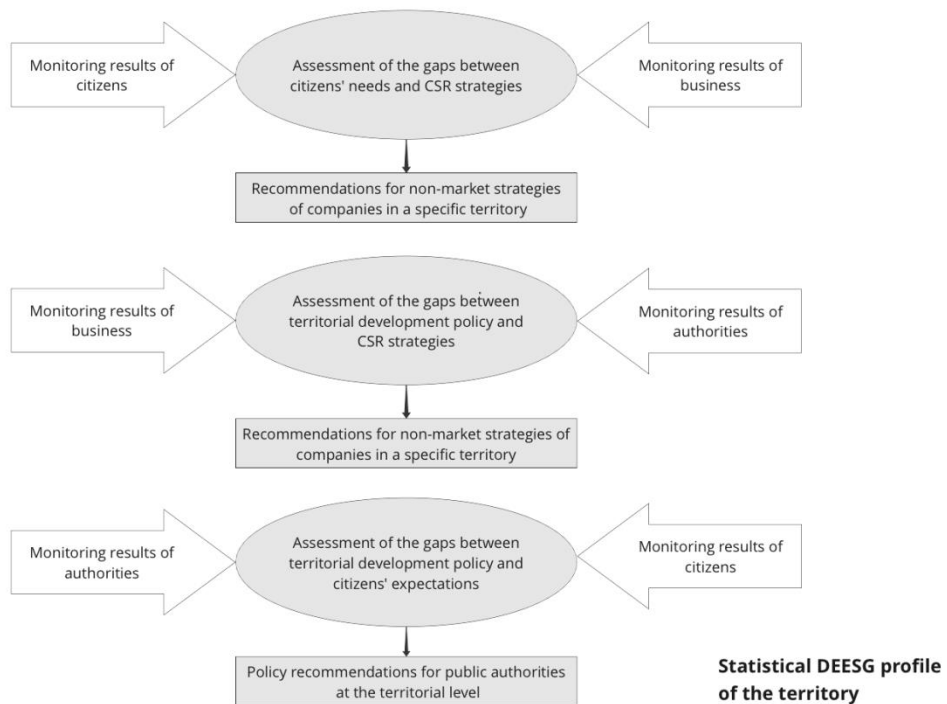 Monitoring results of
citizens
Assessment of the gaps between
citizens' needs and CSR strategies
Monitoring results of
business
Recommendations for non-market strategies
of companies in a specific territory
Monitoring results of
business
Assessment of the gaps between
territorial development policy and
CSR strategies
Monitoring results of
authorities
Recommendations for non-market strategies of
companies in a specific territory
Monitoring results of
authorities
Assessment of the gaps between
territorial development policy and
citizens' expectations
Monitoring results of
citizens
Policy recommendations for public authorities
at the territorial level
Statistical DEESG profile
of the territory